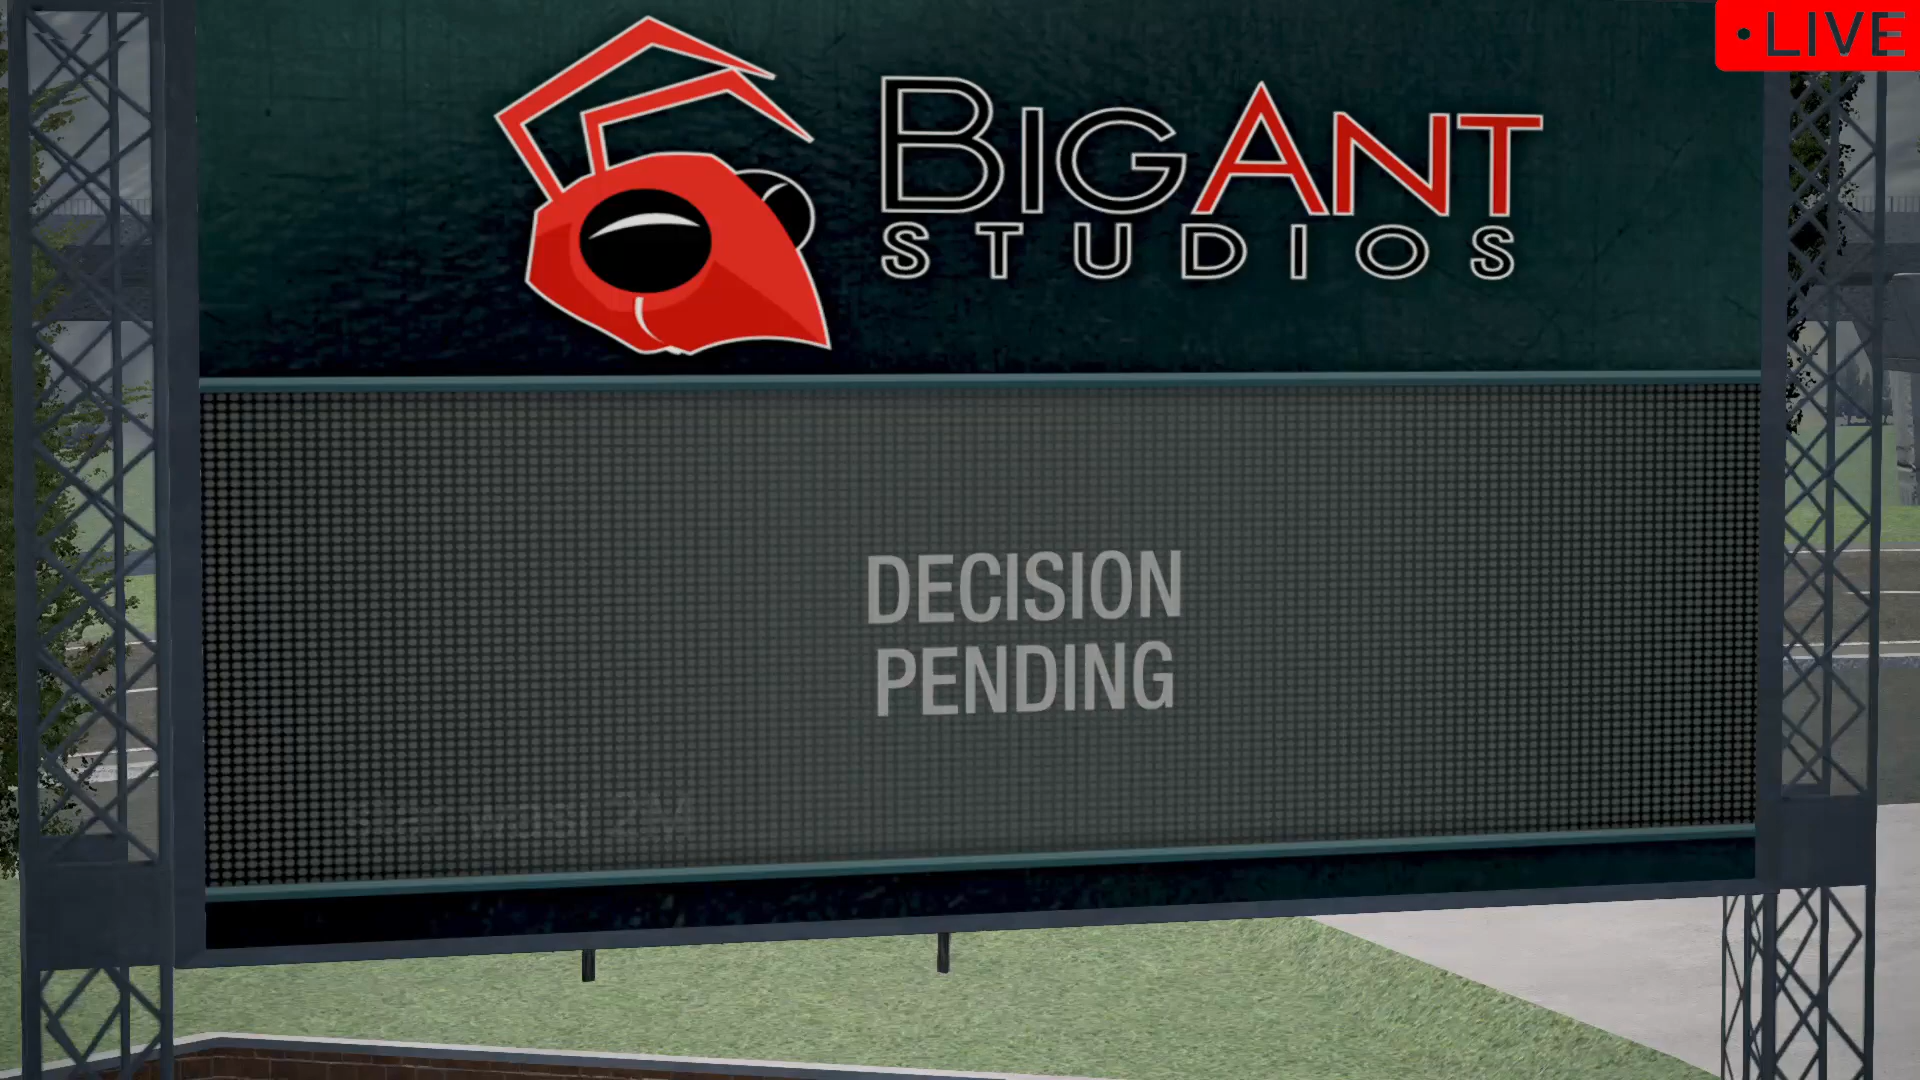 • LIVE
BIGANT
STUDIOS
DECISION
PENDING